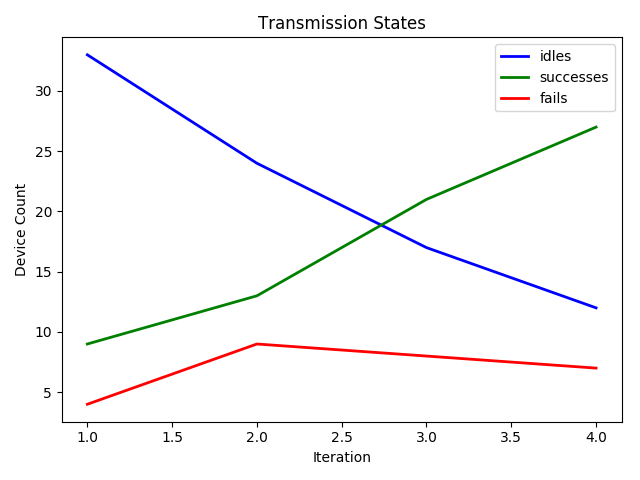 Transmission States
idles
successes
fails
Device Count
30
25
20
15
10
5
1.0 1.5 2.0 2.5 3.0 3.5 4.0
Iteration